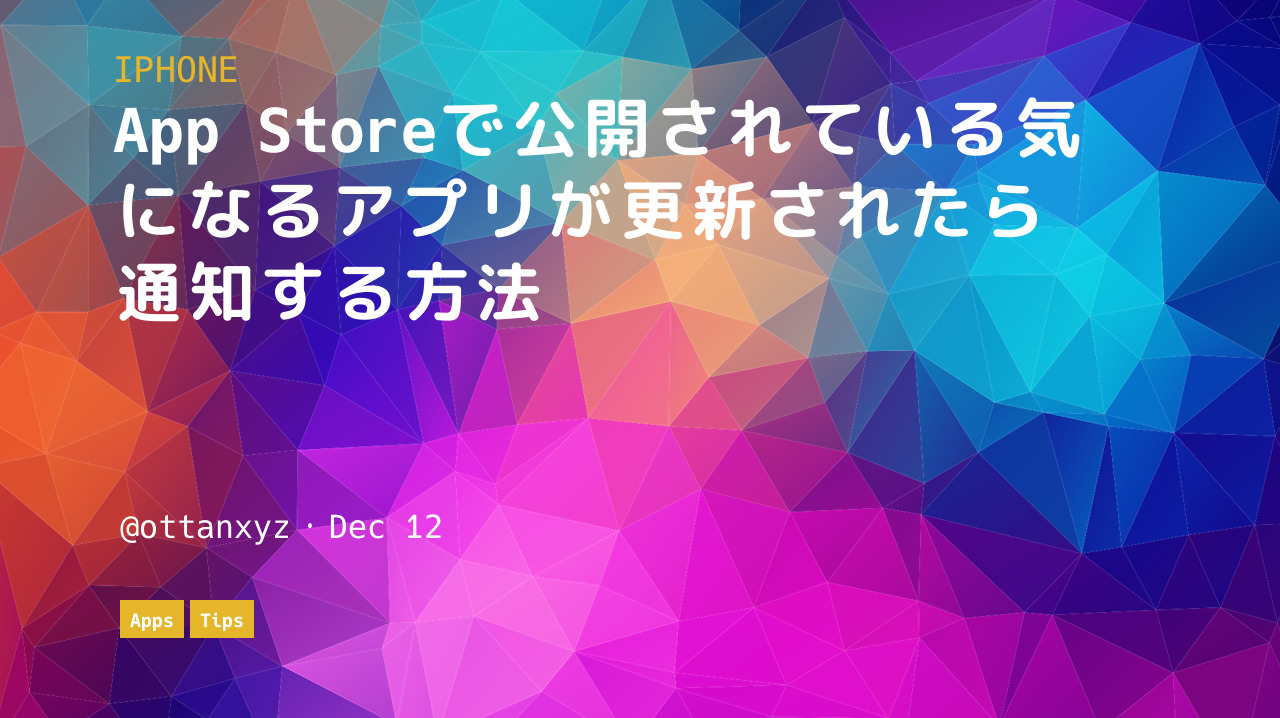 IPHONE
App Storeで公開されている気
になるアプリが更新されたら
通知する方法
@ottanxyz · Dec 12
Apps Tips